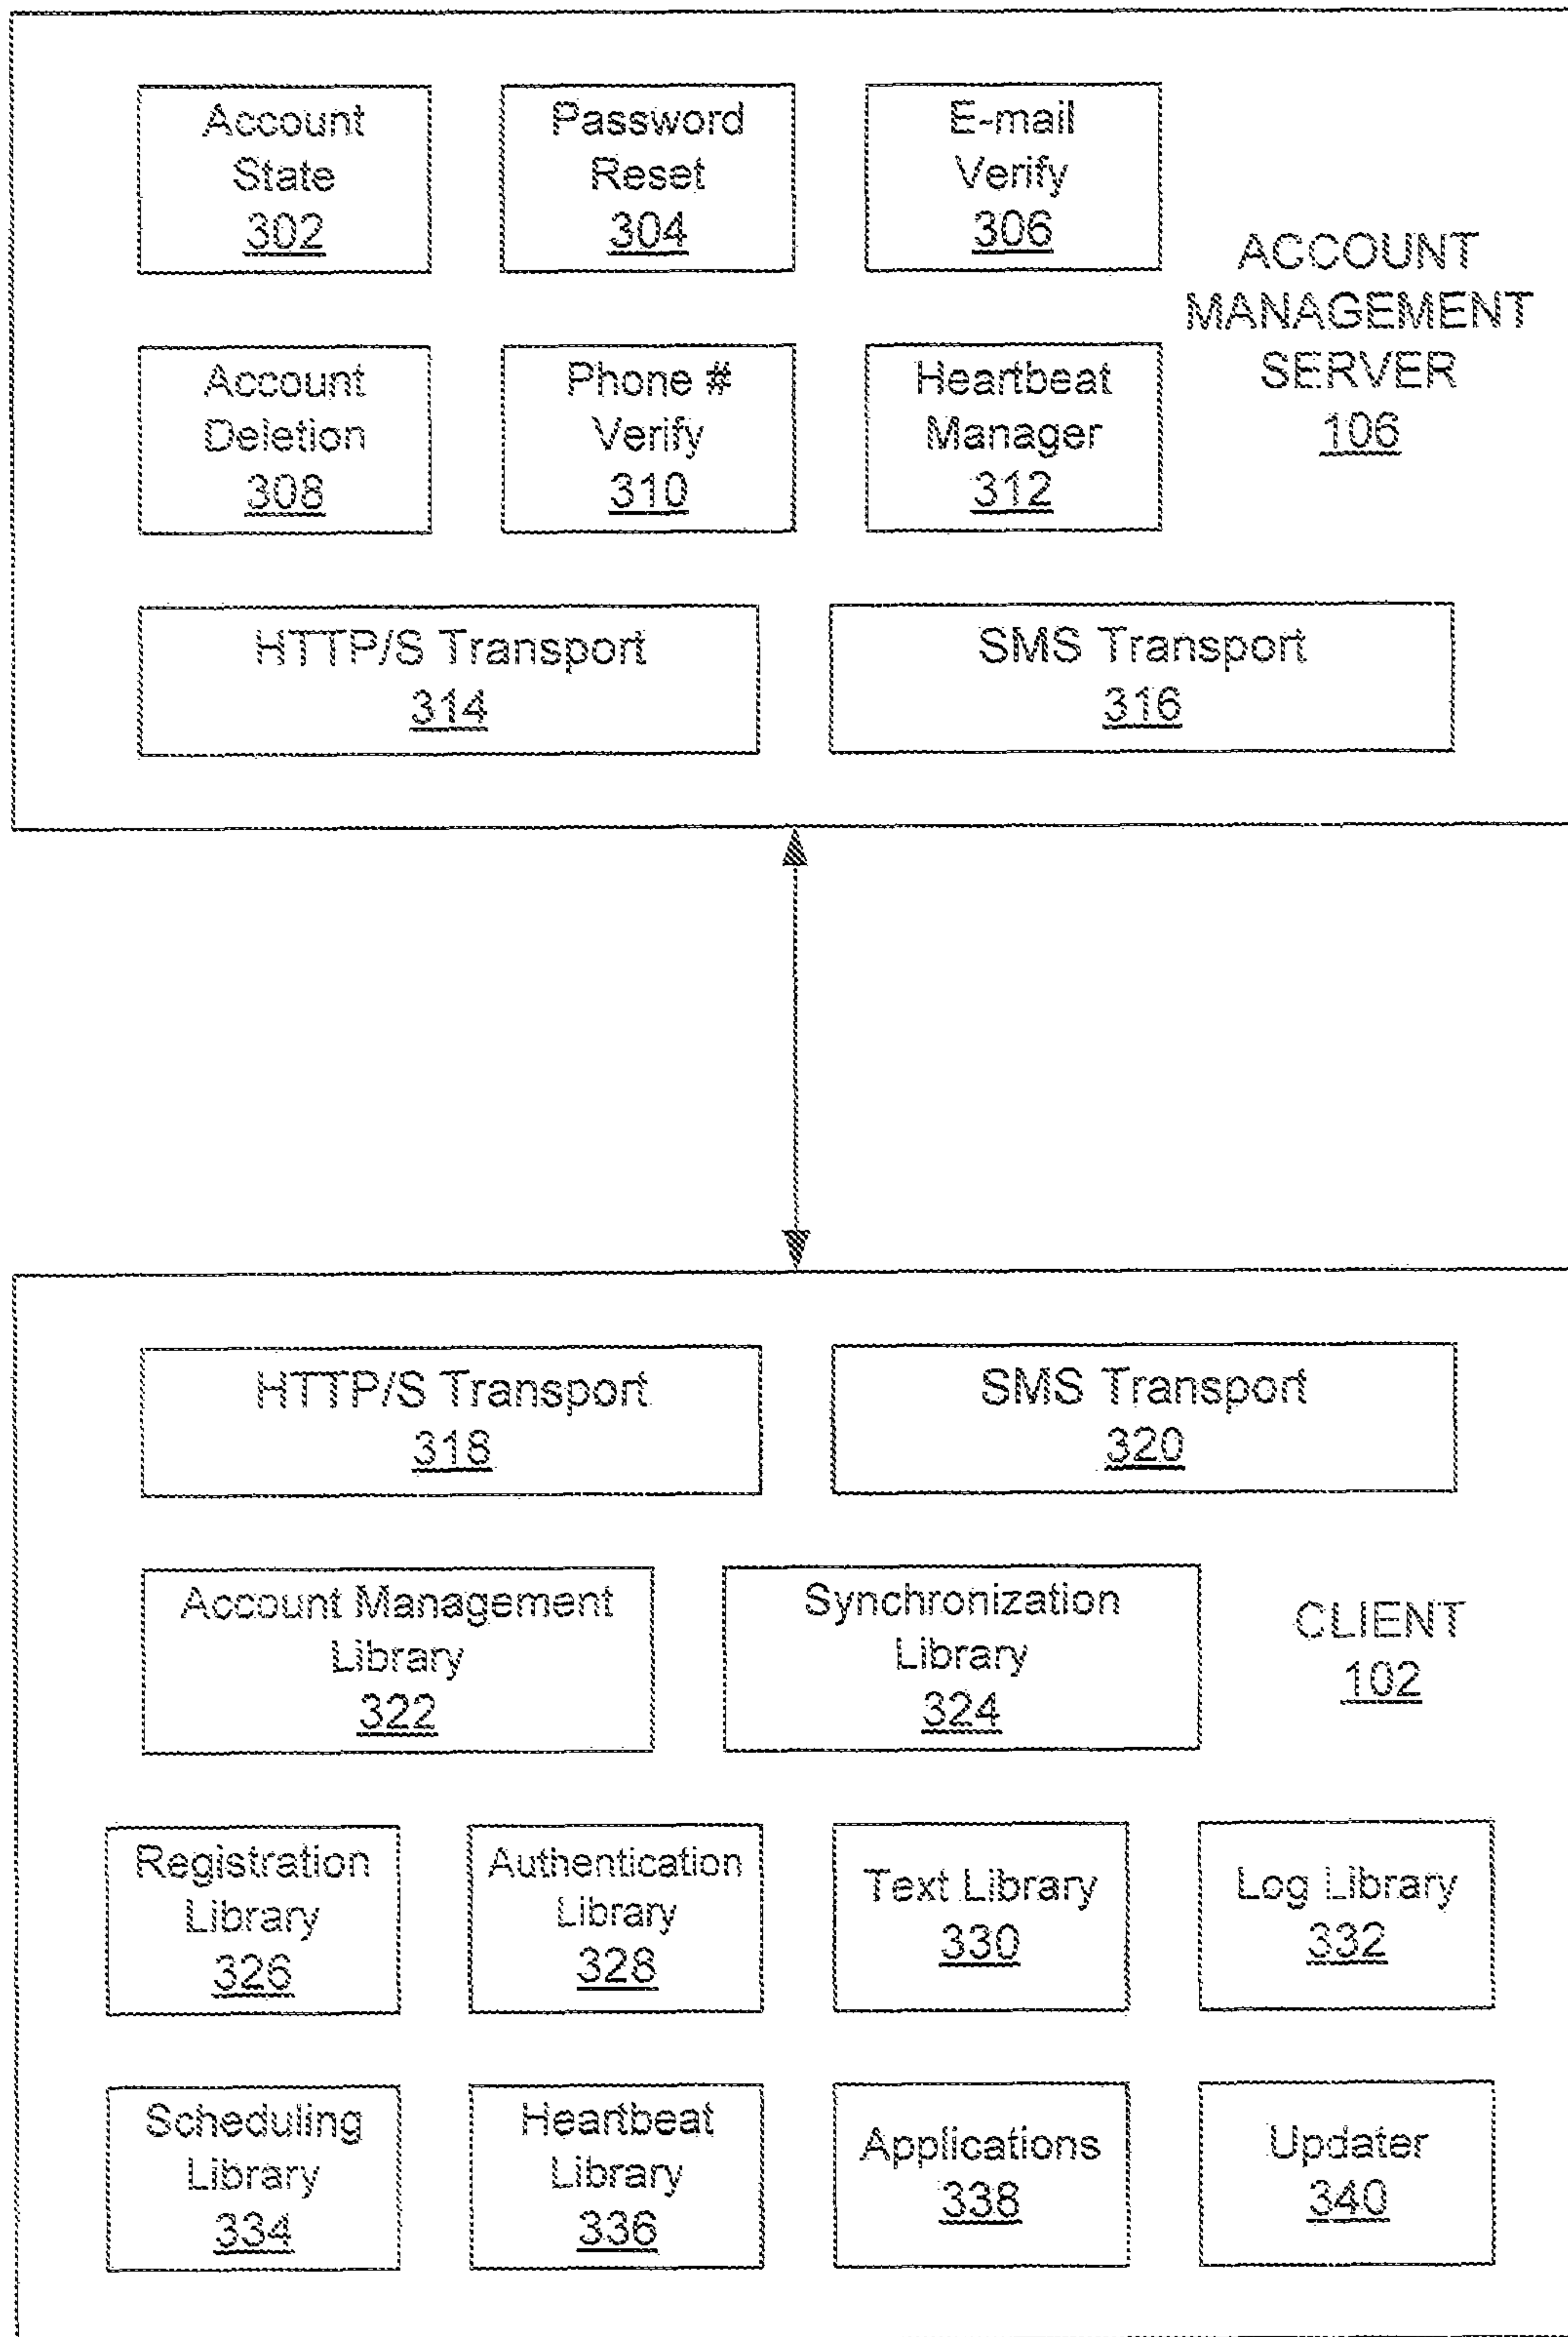 Account
State
302
Password
Reset
304
E-mail
Verify
306
ACCOUNT
MANAGEMENT
SERVER
106
Account
Deletion
308
Phone #
Verify
310
Heartbeat
Manager
312
HTTP/S Transport
314
SMS Transport
316
HTTP/S Transport
318
SMS Transport
320
Account Management
Library
322
Synchronization
Library
324
CLIENT
102
Registration
Library
326
Authentication
Library
328
Text Library
330
Log Library
332
Scheduling
Library
334
Heartbeat
Library
336
Applications
338
Updater
340